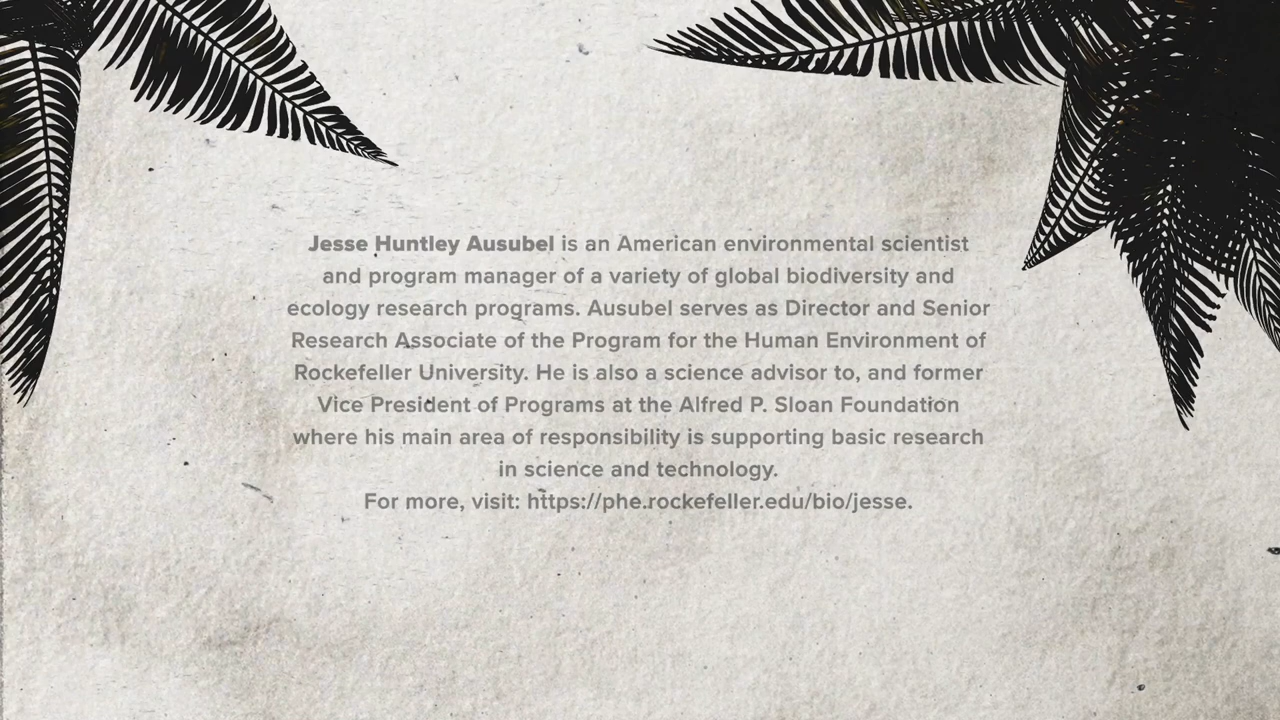 Jesse Huntley Ausubel is an American environmental scientist
and program manager of a variety of global biodiversity and
ecology research programs. Ausubel serves as Director and Senior
Research Associate of the Program for the Human Environment of
Rockefeller University. He is also a science advisor to, and former
Vice President of Programs at the Alfred P. Sloan Foundation
where his main area of responsibility is supporting basic research
in science and technology.
For more, visit: https://phe.rockefeller.edu/bio/jesse.